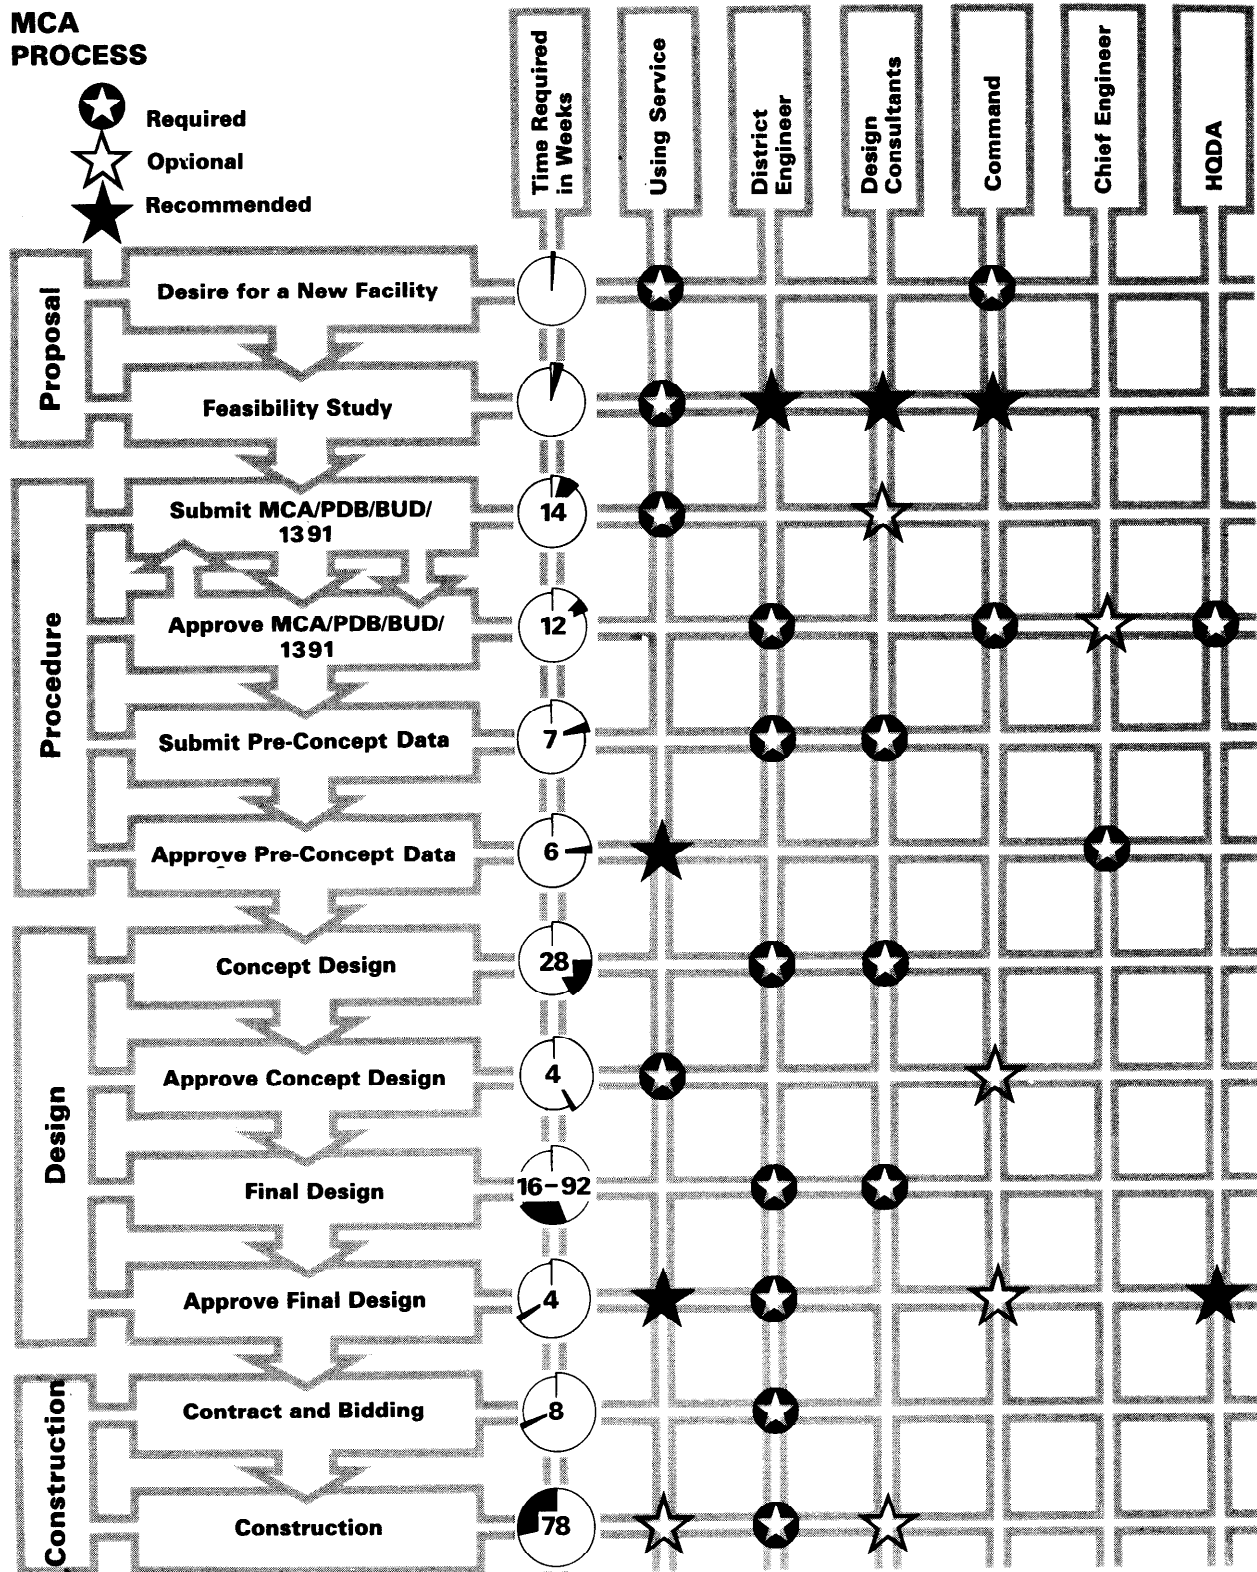 MCA
PROCESS
Required
Optional
Recommended
Time Required
in Weeks
Using Service
District
Engineer
Design
Consultants
Command
Chief Engineer
HQDA
Proposal
Desire for a New Facility
Feasibility Study
Procedure
Submit MCA/PDB/BUD/
1391
14
Approve MCA/PDB/BUD/
1391
12
Submit Pre-Concept Data
7
Approve Pre-Concept Data
6
Design
Concept Design
28
Approve Concept Design
4
Final Design
16-92
Approve Final Design
4
Construction
Contract and Bidding
8
Construction
78